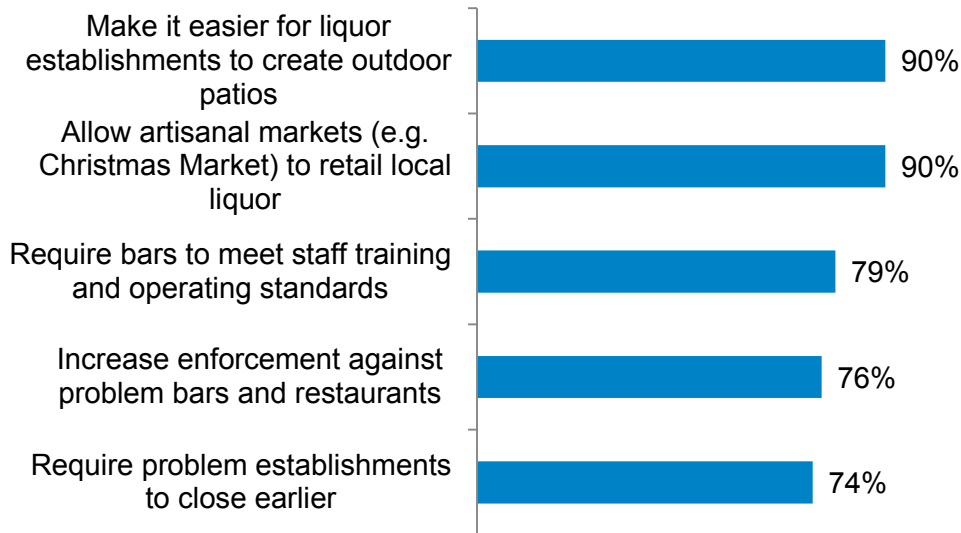 Make it easier for liquor
establishments to create outdoor
patios
90%
Allow artisanal markets (e.g.
Christmas Market) to retail local
liquor
90%
Require bars to meet staff training
and operating standards
79%
Increase enforcement against
problem bars and restaurants
76%
Require problem establishments
to close earlier
74%